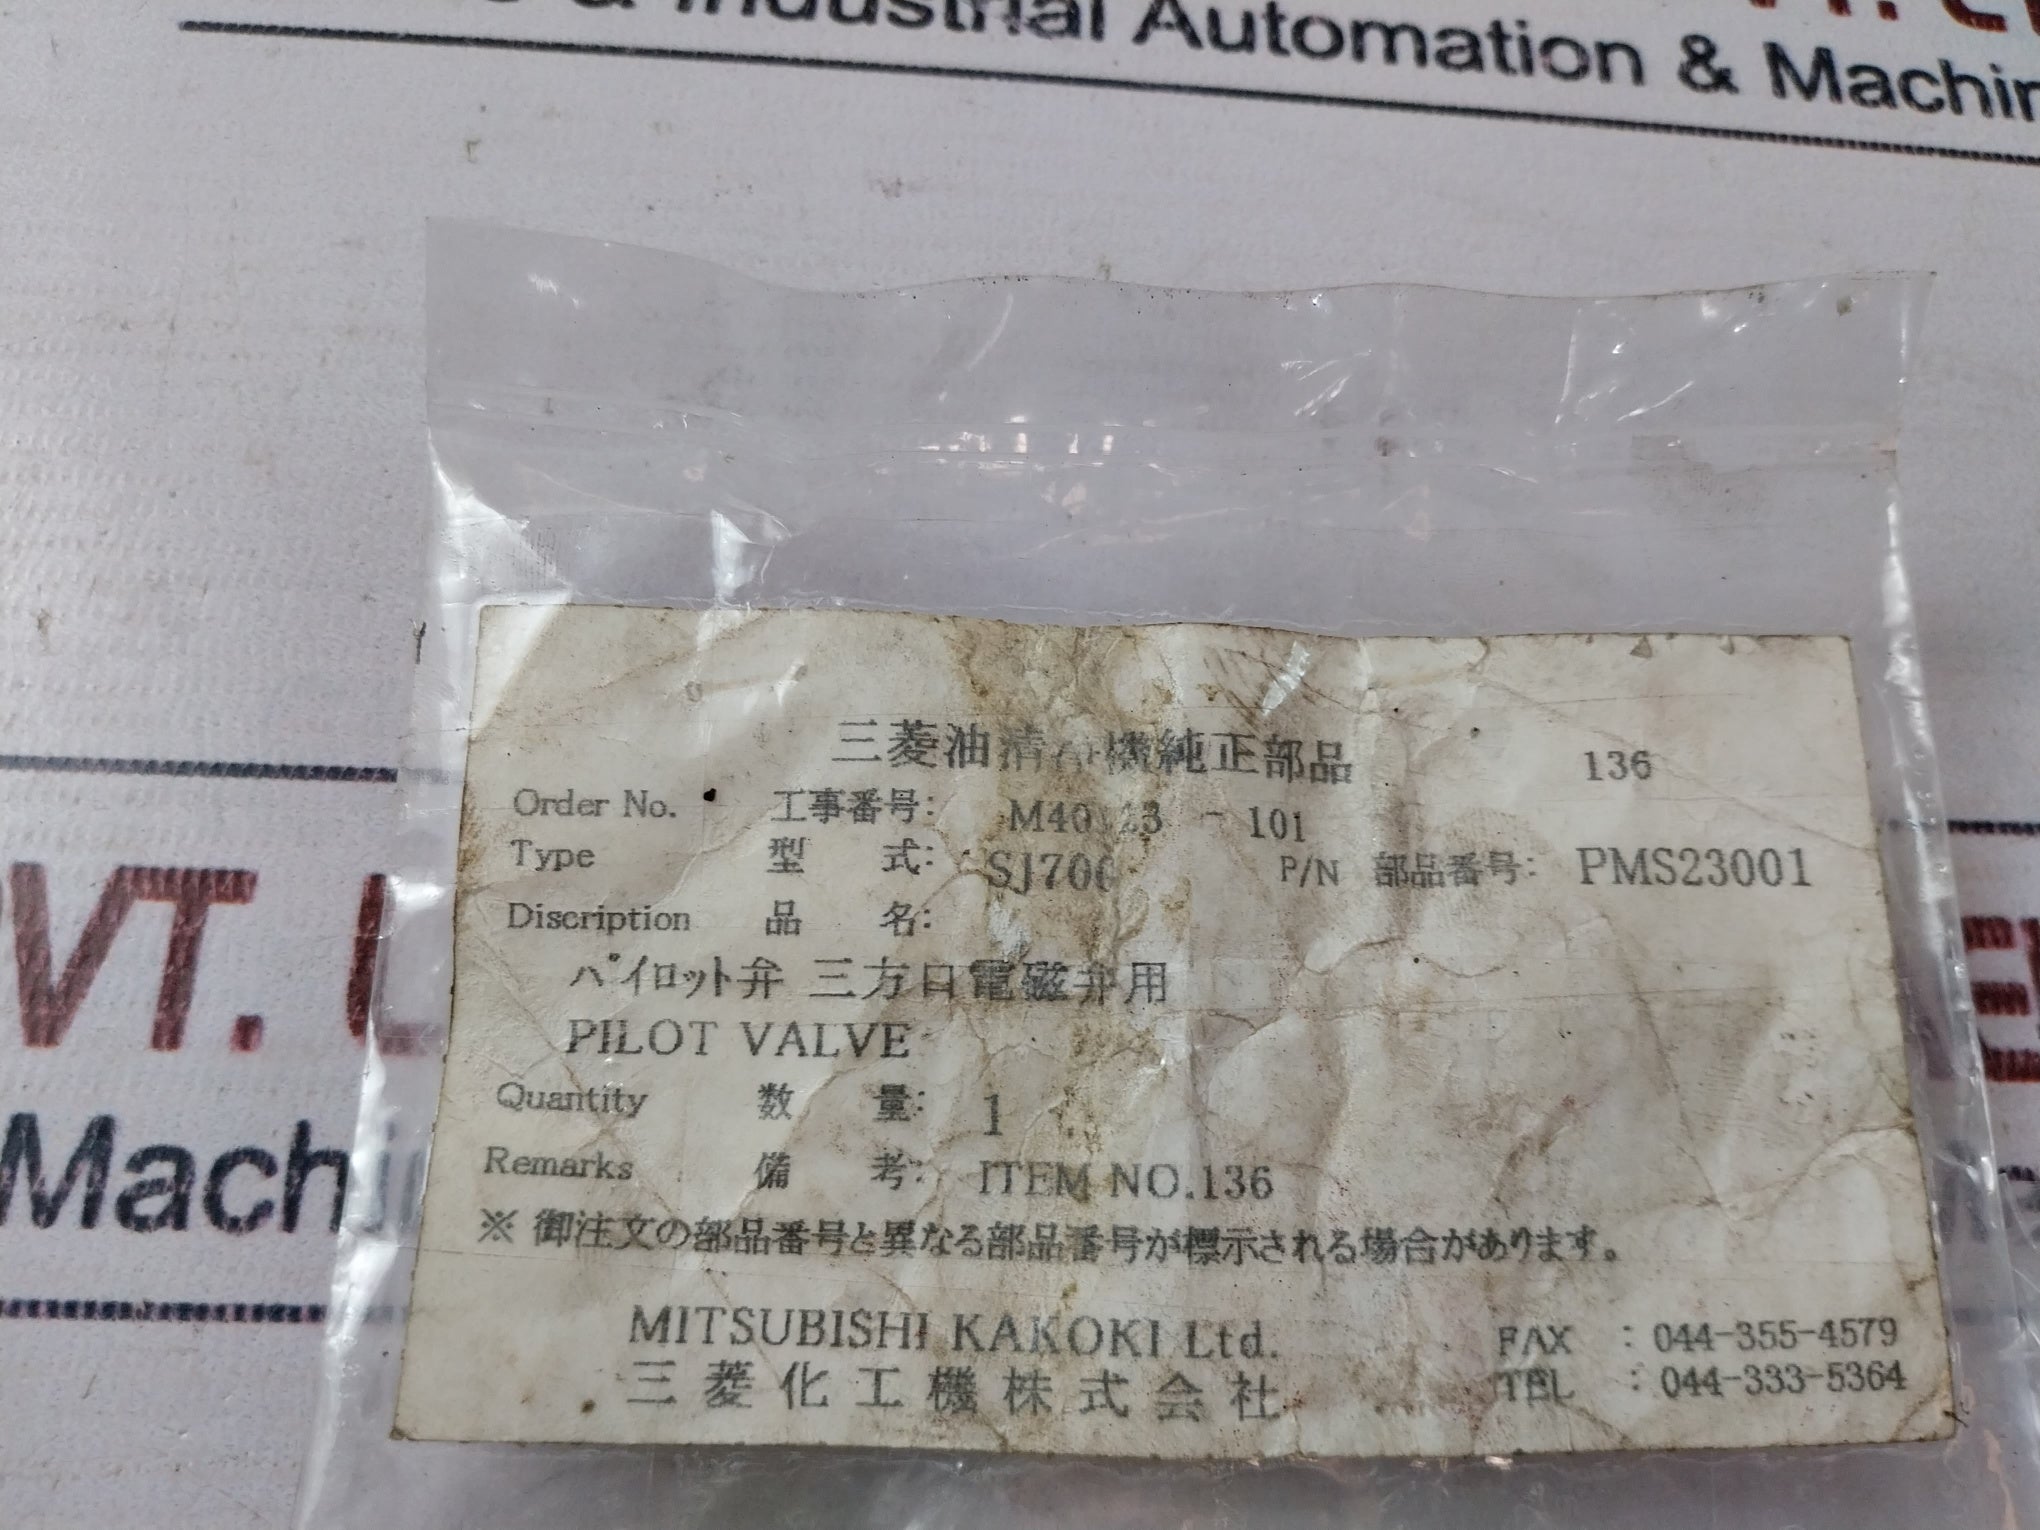 & Industrial Automation & Machin
三菱油清浄機純正部品 136
Order No. 工事番号: - 101
Type 型 式: P/N 部品番号: PMS23001
Discription 品 名:
パイロット弁 三方口電磁弁用
PILOT VALVE
Quantity 数 量: 1
Remarks 備 考: ITEM NO.136
※ 御注文の部品番号と異なる部品番号が標示される場合があります。
MITSUBISHI KAKOKI Ltd. FAX : 044-355-4579
三菱化工機株式会社 TEL : 044-333-5364
VT.
Machi